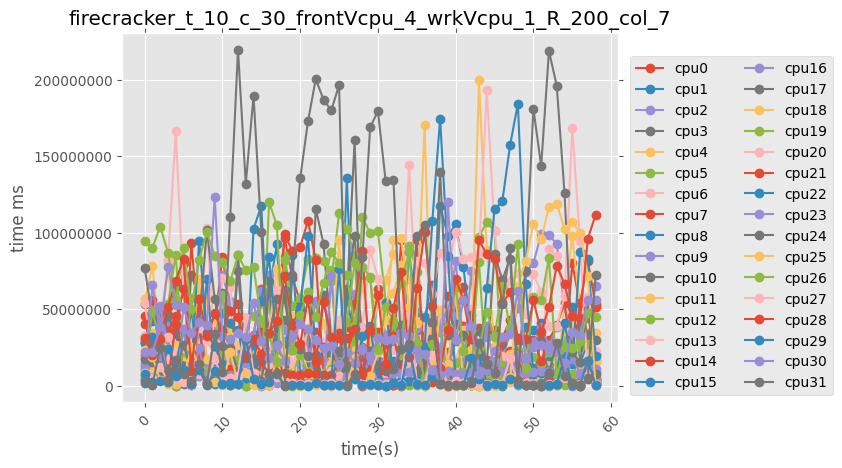 firecracker_t_10_c_30_frontVcpu_4_wrkVcpu_1_R_200_col_7
time ms
200000000
150000000
100000000
50000000
0
0
10
20
30
40
50
60
time(s)
cpu0
cpu1
cpu2
cpu3
cpu4
cpu5
cpu6
cpu7
cpu8
cpu9
cpu10
cpu11
cpu12
cpu13
cpu14
cpu15
cpu16
cpu17
cpu18
cpu19
cpu20
cpu21
cpu22
cpu23
cpu24
cpu25
cpu26
cpu27
cpu28
cpu29
cpu30
cpu31